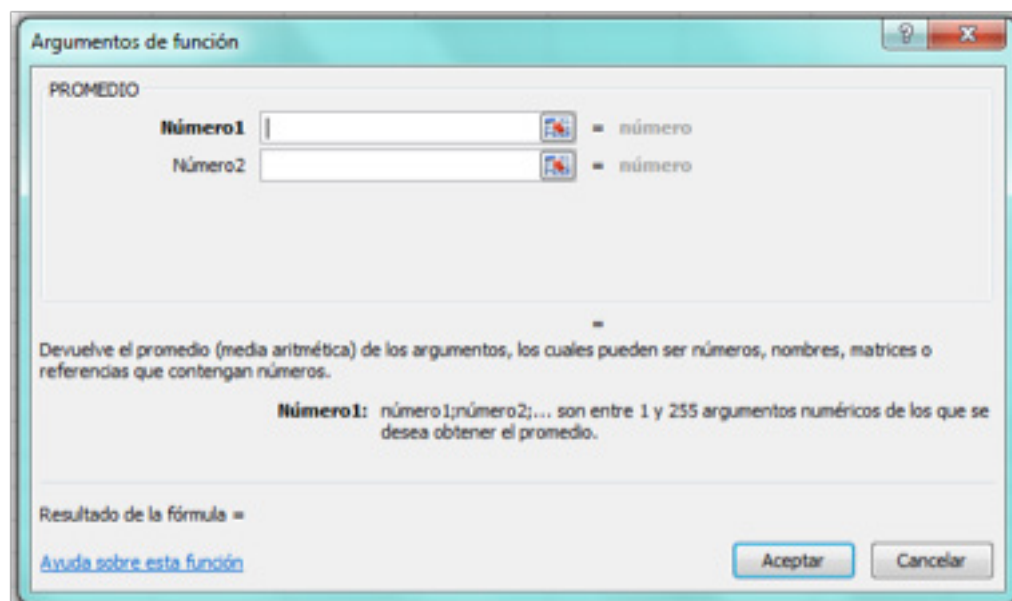 Argumentos de función
PROMEDIO
Número1 = número
Número2 = número
=
Devuelve el promedio (media aritmética) de los argumentos, los cuales pueden ser números, nombres, matrices o
referencias que contengan números.
Número1: número1;número2;... son entre 1 y 255 argumentos numéricos de los que se
desea obtener el promedio.
Resultado de la fórmula =
Ayuda sobre esta función
Aceptar Cancelar